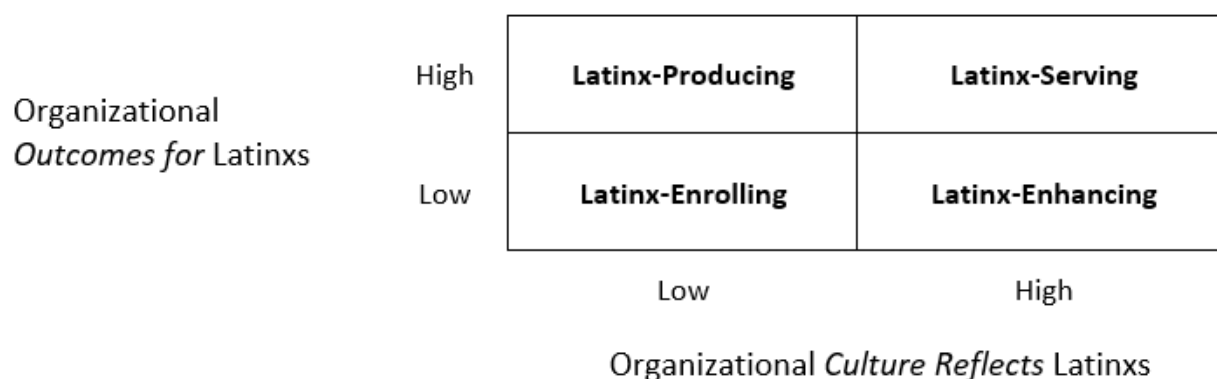 High
Latinx-Producing
Latinx-Serving
Organizational
Outcomes for Latinxs
Low
Latinx-Enrolling
Latinx-Enhancing
Low
High
Organizational Culture Reflects Latinxs